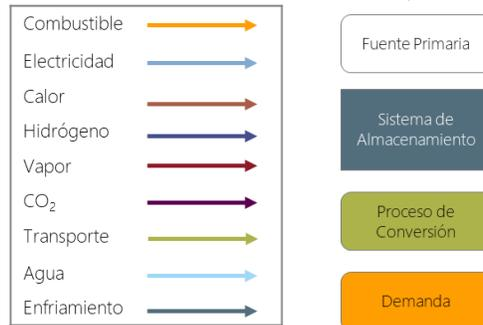 Combustible
Electricidad
Calor
Hidrógeno
Vapor
CO₂
Transporte
Agua
Enfriamiento
Fuente Primaria
Sistema de
Almacenamiento
Proceso de
Conversión
Demanda